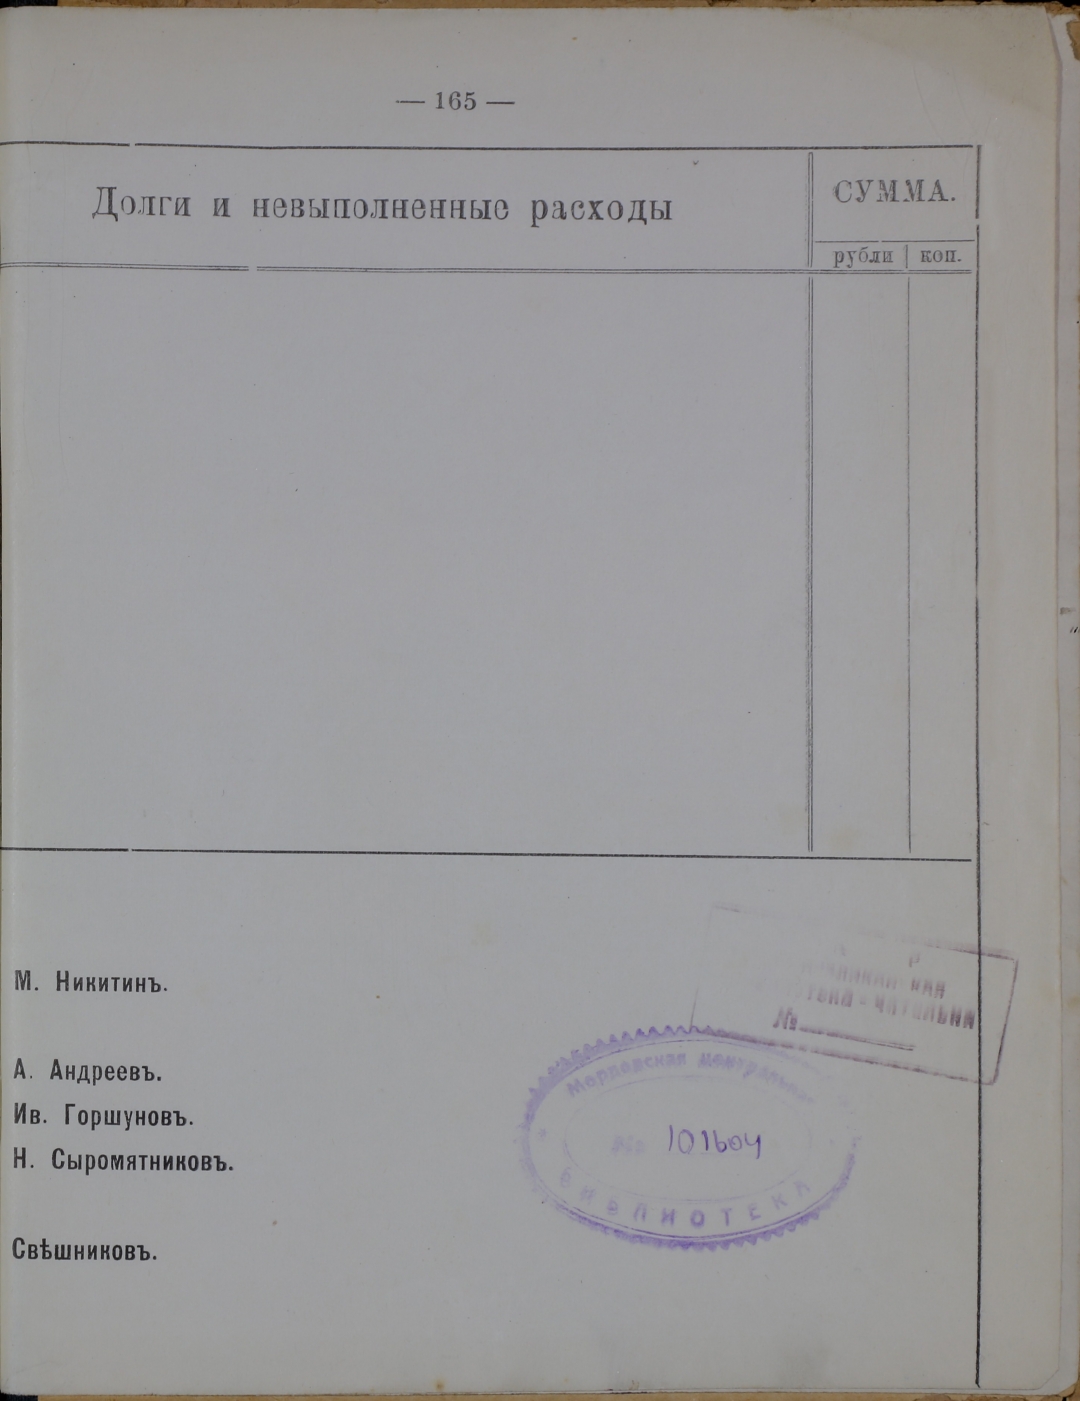 — 165 —
Долги и невыполненные расходы
СУММА.
рубли коп.
М. Никитинъ.
А. Андреевъ.
Ив. Горшуновъ.
Н. Сыромятниковъ.
Свѣшниковъ.
№
101604
БИБЛИОТЕКА